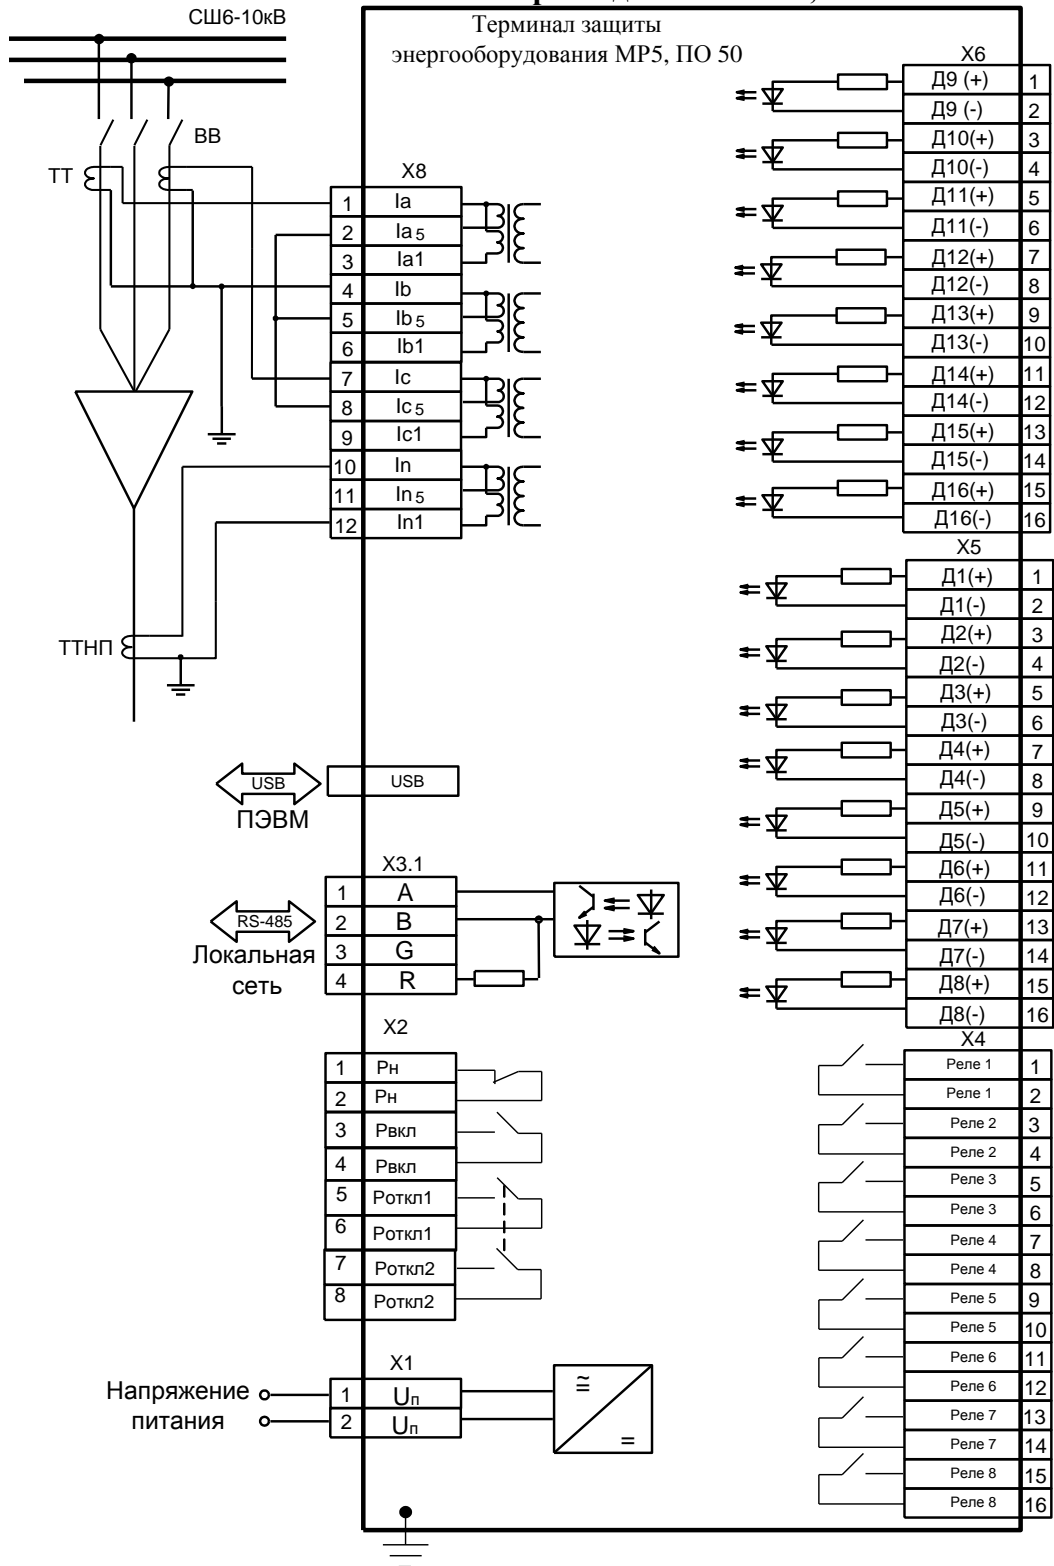 СШ6-10кВ
Терминал защиты
энергооборудования МР5, ПО 50
ВВ
ТТ
X8
1 Ia
2 Ia 5
3 Ia1
4 Ib
5 Ib 5
6 Ib1
7 Ic
8 Ic 5
9 Ic1
10 In
11 In 5
12 In1
ТТНП
USB
USB
ПЭВМ
X3.1
1 A
2 B
3 G
4 R
RS-485
Локальная
сеть
X2
1 Рн
2 Рн
3 Рвкл
4 Рвкл
5 Роткл1
6 Роткл1
7 Роткл2
8 Роткл2
X1
Напряжение
питания
1 Uп
2 Uп
X6
Д9 (+) 1
Д9 (-) 2
Д10(+) 3
Д10(-) 4
Д11(+) 5
Д11(-) 6
Д12(+) 7
Д12(-) 8
Д13(+) 9
Д13(-) 10
Д14(+) 11
Д14(-) 12
Д15(+) 13
Д15(-) 14
Д16(+) 15
Д16(-) 16
X5
Д1(+) 1
Д1(-) 2
Д2(+) 3
Д2(-) 4
Д3(+) 5
Д3(-) 6
Д4(+) 7
Д4(-) 8
Д5(+) 9
Д5(-) 10
Д6(+) 11
Д6(-) 12
Д7(+) 13
Д7(-) 14
Д8(+) 15
Д8(-) 16
X4
Реле 1 1
Реле 1 2
Реле 2 3
Реле 2 4
Реле 3 5
Реле 3 6
Реле 4 7
Реле 4 8
Реле 5 9
Реле 5 10
Реле 6 11
Реле 6 12
Реле 7 13
Реле 7 14
Реле 8 15
Реле 8 16